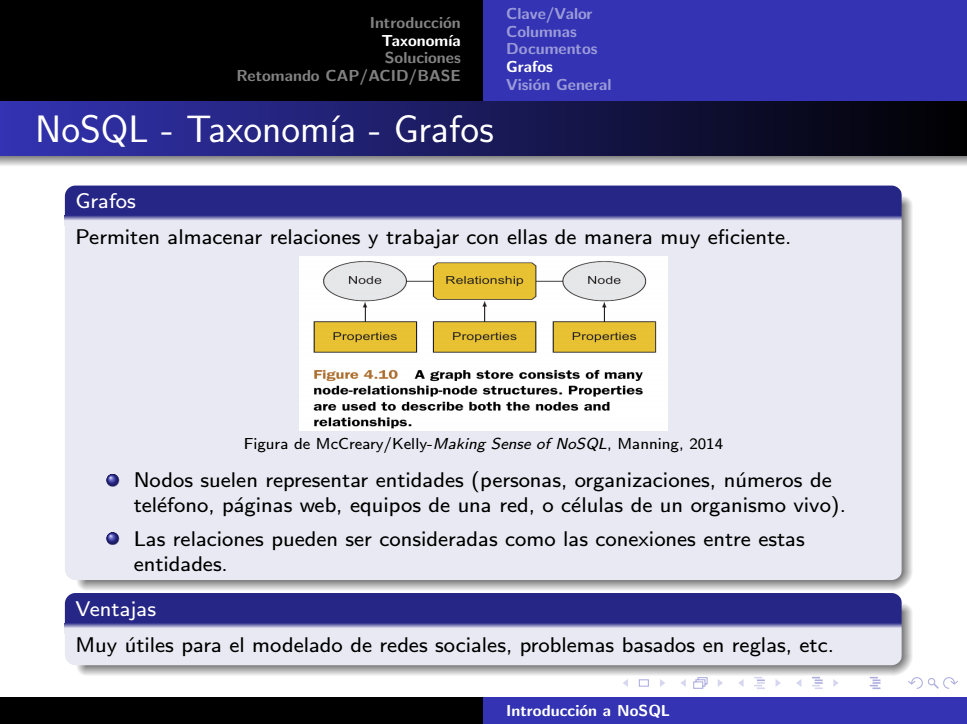 Introducción
Taxonomía
Soluciones
Retomando CAP/ACID/BASE
Clave/Valor
Columnas
Documentos
Grafos
Visión General
NoSQL - Taxonomía - Grafos
Grafos
Permiten almacenar relaciones y trabajar con ellas de manera muy eficiente.
Node
Relationship
Node
Properties
Properties
Properties
Figure 4.10 A graph store consists of many
node-relationship-node structures. Properties
are used to describe both the nodes and
relationships.
Figura de McCreary/Kelly-Making Sense of NoSQL, Manning, 2014
Nodos suelen representar entidades (personas, organizaciones, números de
teléfono, páginas web, equipos de una red, o células de un organismo vivo).
Las relaciones pueden ser consideradas como las conexiones entre estas
entidades.
Ventajas
Muy útiles para el modelado de redes sociales, problemas basados en reglas, etc.
Introducción a NoSQL